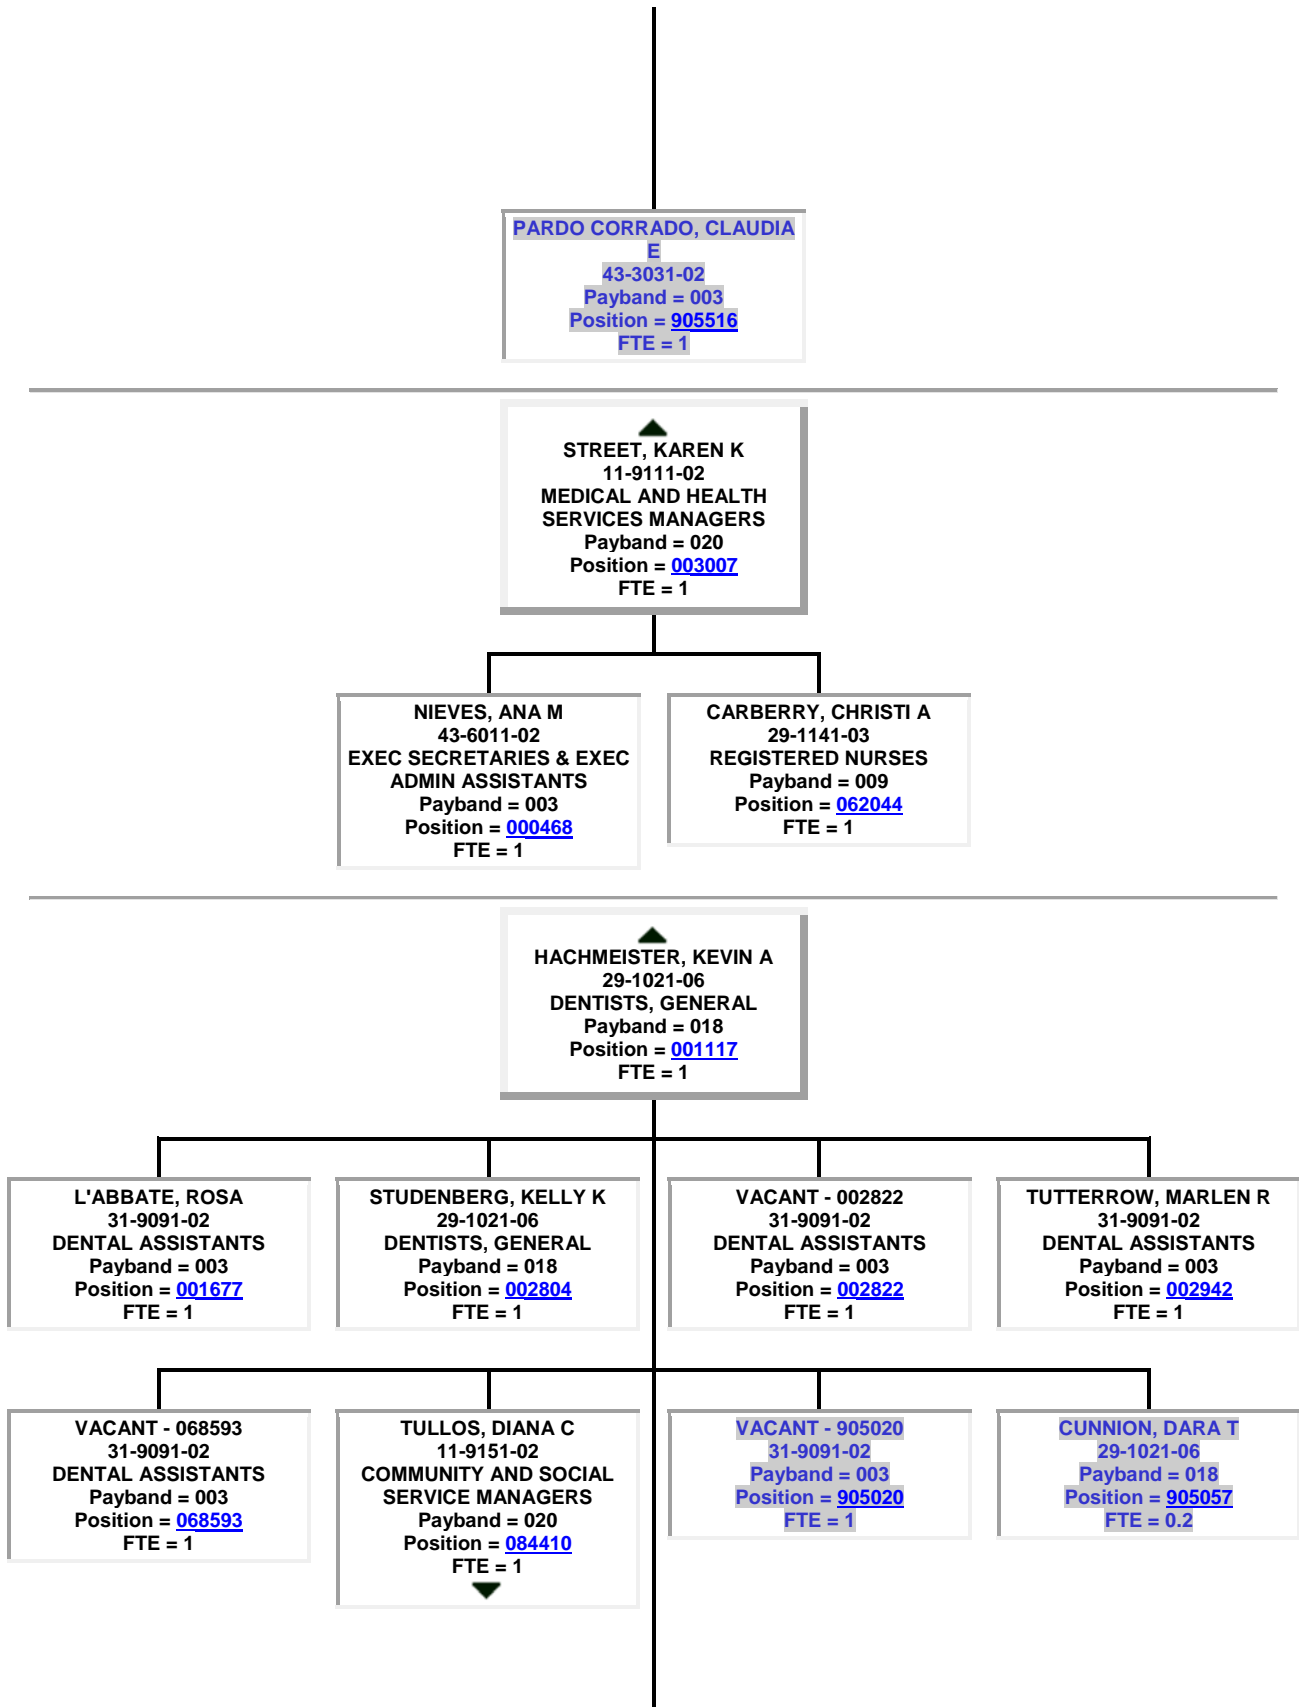 PARDO CORRADO, CLAUDIA
E
43-3031-02
Payband = 003
Position = 905516
FTE = 1
STREET, KAREN K
11-9111-02
MEDICAL AND HEALTH
SERVICES MANAGERS
Payband = 020
Position = 003007
FTE = 1
NIEVES, ANA M
43-6011-02
EXEC SECRETARIES & EXEC
ADMIN ASSISTANTS
Payband = 003
Position = 000468
FTE = 1
CARBERRY, CHRISTI A
29-1141-03
REGISTERED NURSES
Payband = 009
Position = 062044
FTE = 1
HACHMEISTER, KEVIN A
29-1021-06
DENTISTS, GENERAL
Payband = 018
Position = 001117
FTE = 1
L'ABBATE, ROSA
31-9091-02
DENTAL ASSISTANTS
Payband = 003
Position = 001677
FTE = 1
STUDENBERG, KELLY K
29-1021-06
DENTISTS, GENERAL
Payband = 018
Position = 002804
FTE = 1
VACANT - 002822
31-9091-02
DENTAL ASSISTANTS
Payband = 003
Position = 002822
FTE = 1
TUTTERROW, MARLEN R
31-9091-02
DENTAL ASSISTANTS
Payband = 003
Position = 002942
FTE = 1
VACANT - 068593
31-9091-02
DENTAL ASSISTANTS
Payband = 003
Position = 068593
FTE = 1
TULLOS, DIANA C
11-9151-02
COMMUNITY AND SOCIAL
SERVICE MANAGERS
Payband = 020
Position = 084410
FTE = 1
VACANT - 905020
31-9091-02
Payband = 003
Position = 905020
FTE = 1
CUNNION, DARA T
29-1021-06
Payband = 018
Position = 905057
FTE = 0.2